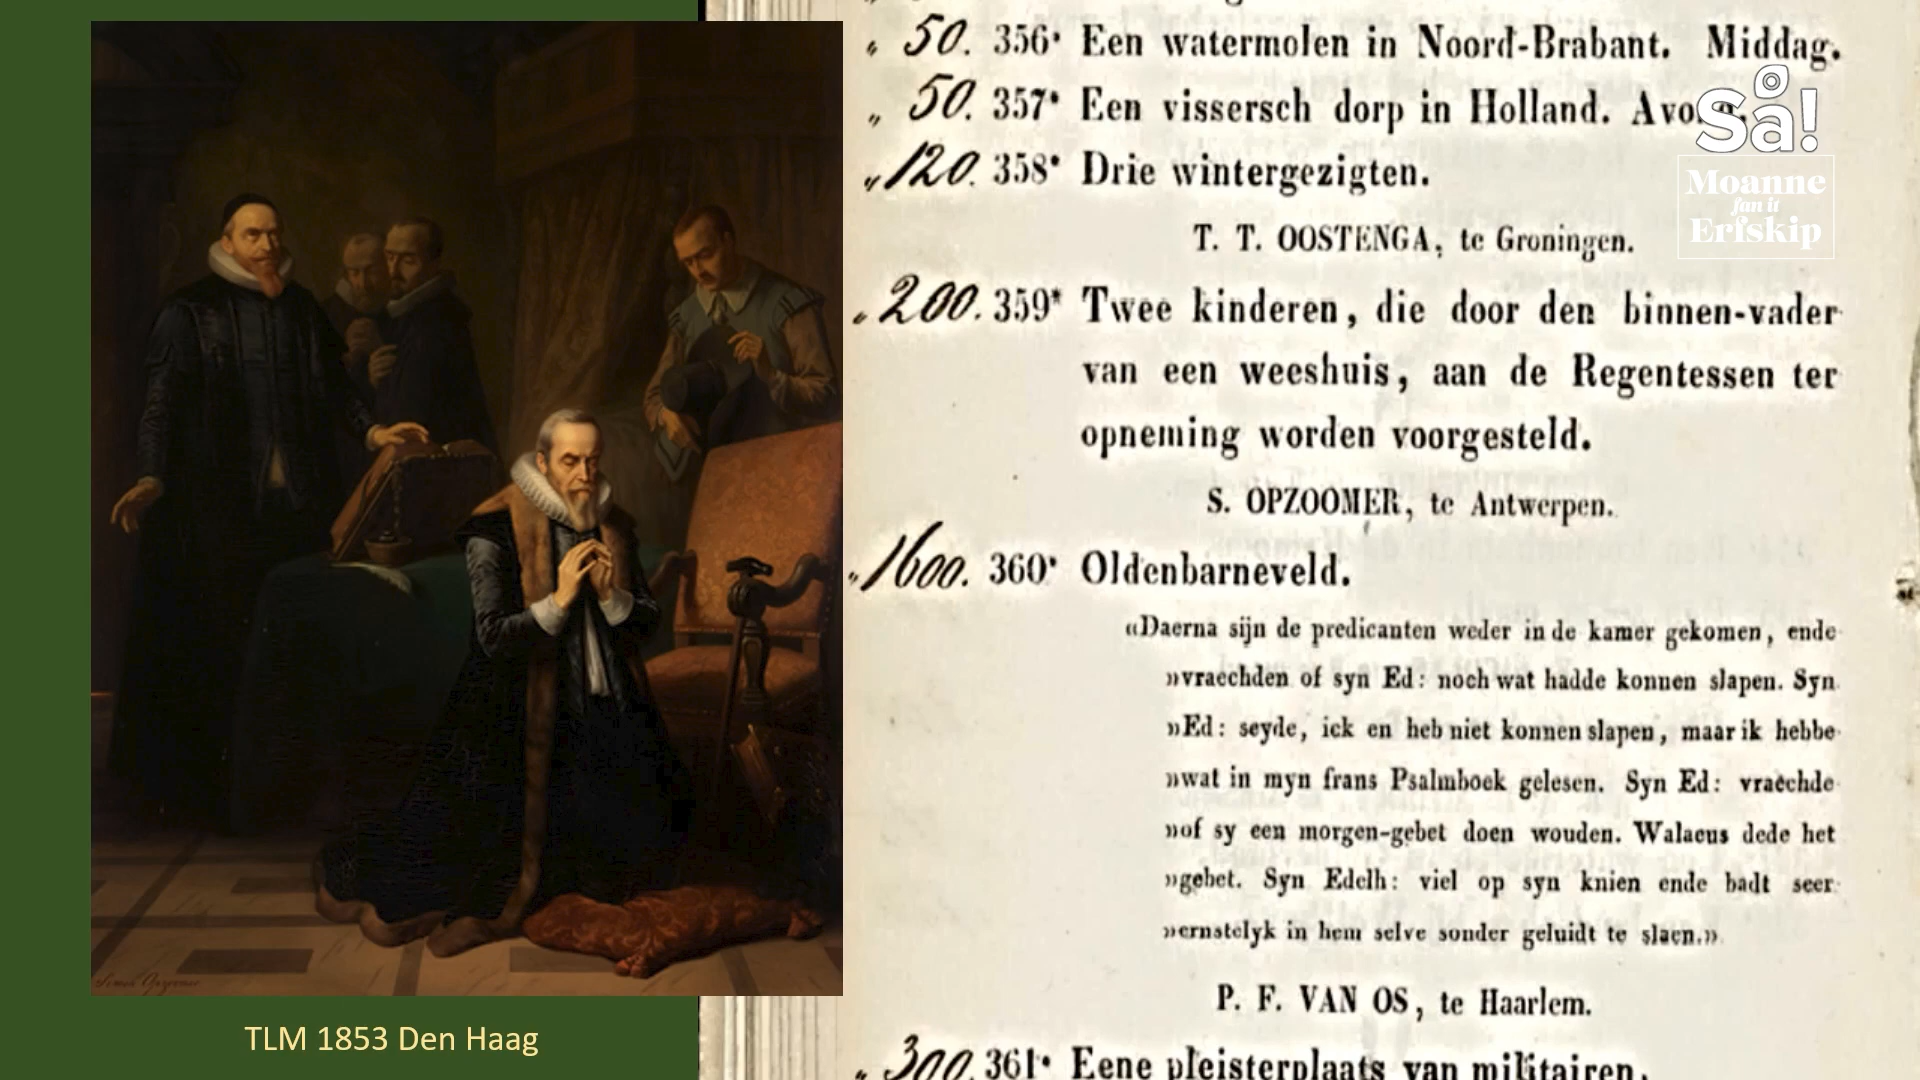 „ 50. 356* Een watermolen in Noord-Brabant. Middag.
„ 50. 357* Een vissersch dorp in Holland.
„ 120. 358* Drie wintergezigten.
T. T. OOSTENGA, te Groningen.
„ 200. 359* Twee kinderen, die door den binnen-vader
van een weeshuis, aan de Regentessen ter
opneming worden voorgesteld.
S. OPZOOMER, te Antwerpen.
„ 1600. 360* Oldenbarneveld.
«Daerna sijn de predicanten weder in de kamer gekomen, ende
»vraechden of syn Ed: noch wat hadde konnen slapen. Syn
»Ed: seyde, ick en heb niet konnen slapen, maar ik hebbe
»wat in myn frans Psalmboek gelesen. Syn Ed: vraechde
»of sy een morgen-gebet doen wouden. Walaeus dede het
»gebet. Syn Edelh: viel op syn knien ende badt seer
»ernstelyk in hem selve sonder geluidt te slaen.»
P. F. VAN OS, te Haarlem.
„ 300. 361* Eene pleisterplaats van militairen.
Så!
Moanne
fan it
Erfskip
Simon Opzoomer
TLM 1853 Den Haag